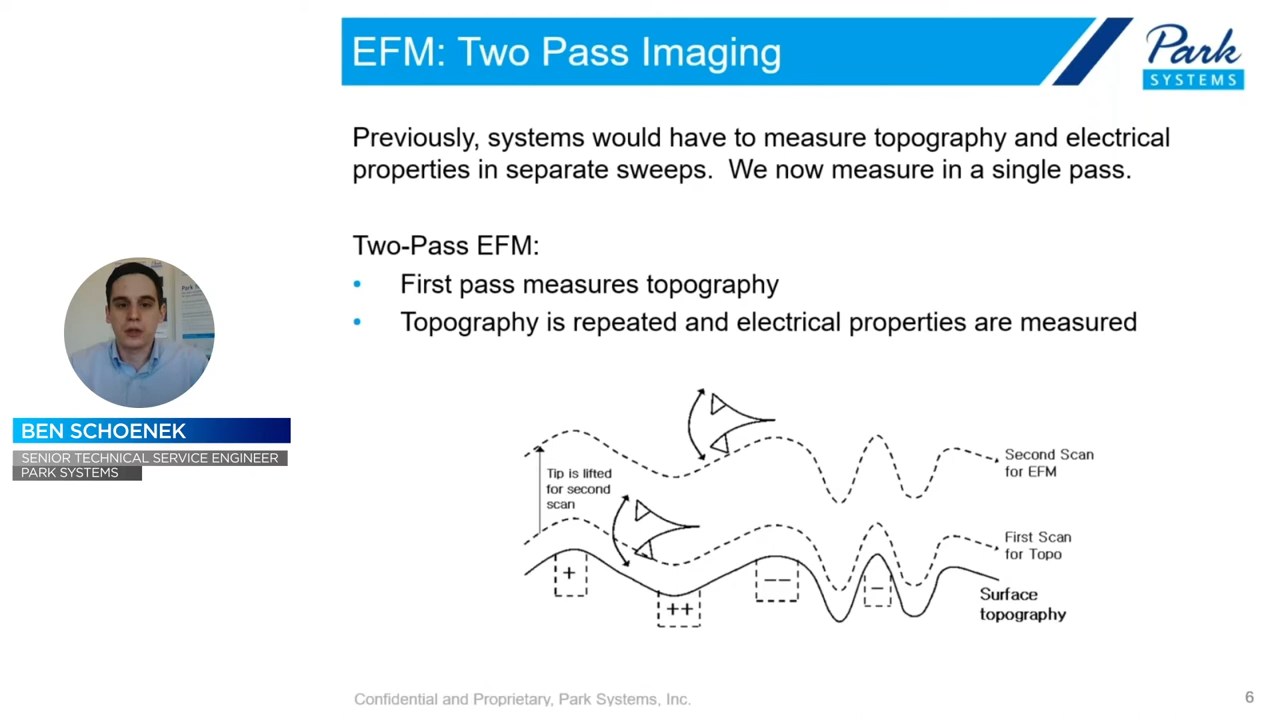 EFM: Two Pass Imaging
Park
SYSTEMS
Previously, systems would have to measure topography and electrical
properties in separate sweeps. We now measure in a single pass.
Two-Pass EFM:
• First pass measures topography
• Topography is repeated and electrical properties are measured
BEN SCHOENEK
SENIOR TECHNICAL SERVICE ENGINEER
PARK SYSTEMS
Tip is lifted
for second
scan
Second Scan
for EFM
First Scan
for Topo
Surface
topography
+
++
--
-
Confidential and Proprietary, Park Systems, Inc.
6